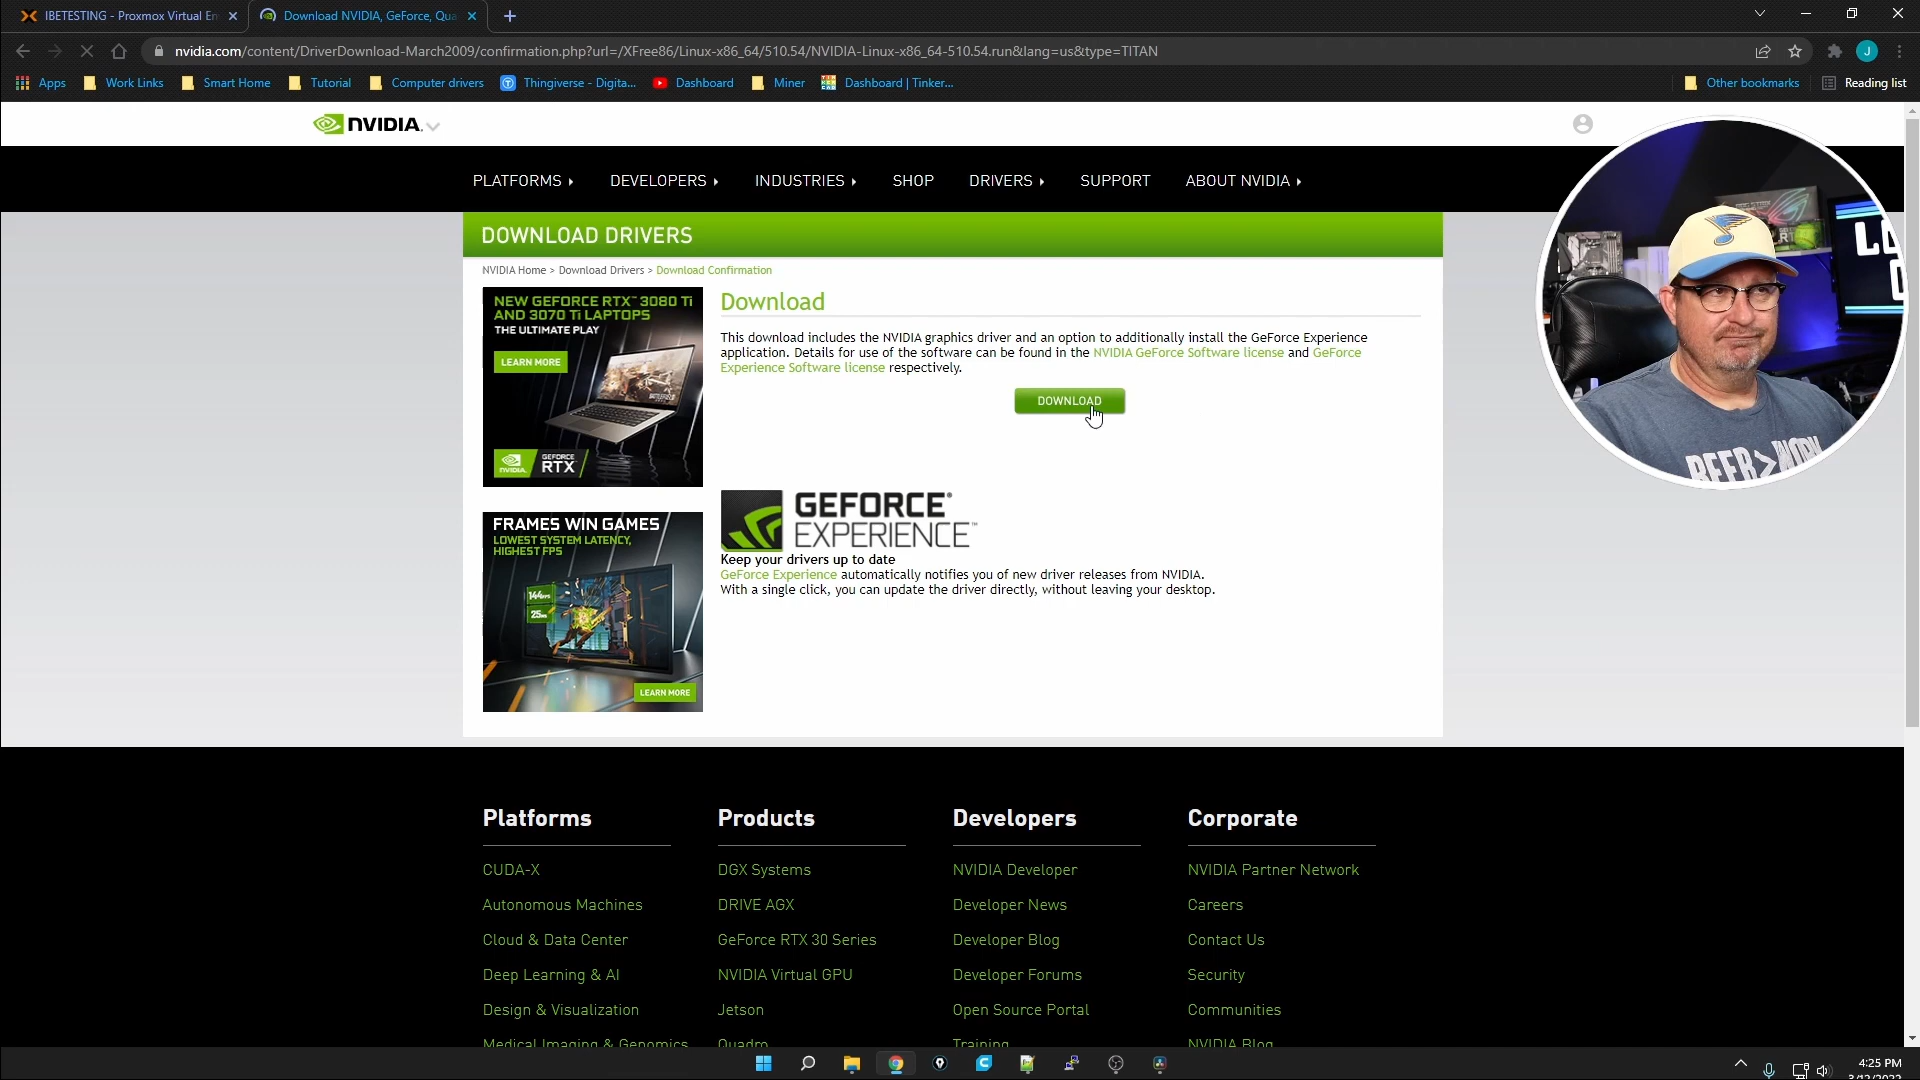 IBETESTING - Proxmox Virtual En
Download NVIDIA, GeForce, Qua
nvidia.com/content/DriverDownload-March2009/confirmation.php?url=/XFree86/Linux-x86_64/510.54/NVIDIA-Linux-x86_64-510.54.run&lang=us&type=TITAN
J
Apps
Work Links
Smart Home
Tutorial
Computer drivers
Thingiverse - Digita...
Dashboard
Miner
Dashboard | Tinker...
Other bookmarks
Reading list
NVIDIA.
PLATFORMS
DEVELOPERS
INDUSTRIES
SHOP
DRIVERS
SUPPORT
ABOUT NVIDIA
DOWNLOAD DRIVERS
NVIDIA Home > Download Drivers > Download Confirmation
NEW GEFORCE RTX™ 3080 Ti
AND 3070 Ti LAPTOPS
THE ULTIMATE PLAY
LEARN MORE
NVIDIA.
GEFORCE
RTX
Download
This download includes the NVIDIA graphics driver and an option to additionally install the GeForce Experience
application. Details for use of the software can be found in the NVIDIA GeForce Software license and GeForce
Experience Software license respectively.
DOWNLOAD
BEER>WORK
FRAMES WIN GAMES
LOWEST SYSTEM LATENCY,
HIGHEST FPS
LEARN MORE
GEFORCE®
EXPERIENCE™
Keep your drivers up to date
GeForce Experience automatically notifies you of new driver releases from NVIDIA.
With a single click, you can update the driver directly, without leaving your desktop.
Platforms
CUDA-X
Autonomous Machines
Cloud & Data Center
Deep Learning & AI
Design & Visualization
Medical Imaging & Genomics
Products
DGX Systems
DRIVE AGX
GeForce RTX 30 Series
NVIDIA Virtual GPU
Jetson
Quadro
Developers
NVIDIA Developer
Developer News
Developer Blog
Developer Forums
Open Source Portal
Training
Corporate
NVIDIA Partner Network
Careers
Contact Us
Security
Communities
NVIDIA Blog
4:25 PM
3/12/2022